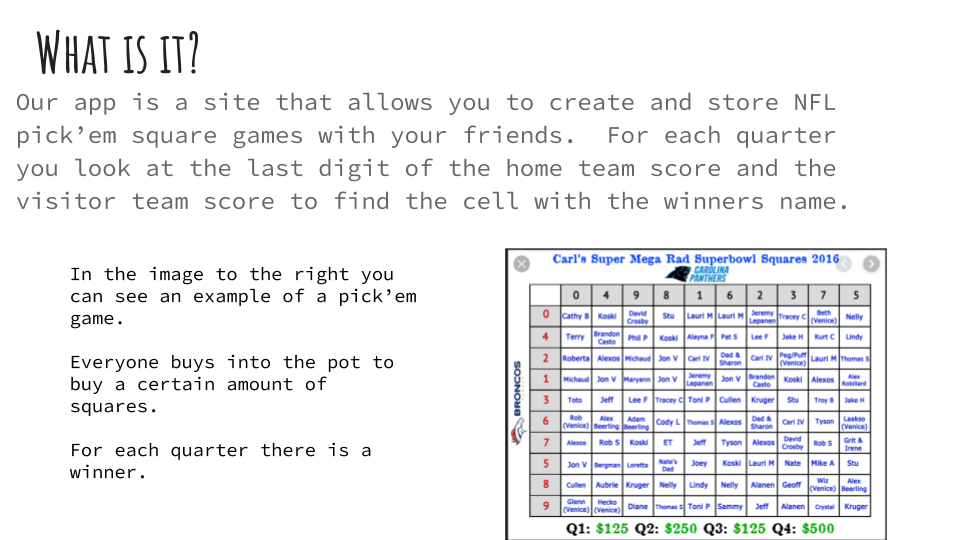 WHAT IS IT?
Our app is a site that allows you to create and store NFL
pick’em square games with your friends.  For each quarter
you look at the last digit of the home team score and the
visitor team score to find the cell with the winners name.
In the image to the right you
can see an example of a pick’em
game.
Everyone buys into the pot to
buy a certain amount of
squares.
For each quarter there is a
winner.
Carl's Super Mega Rad Superbowl Squares 2016
CAROLINA
PANTHERS
BRONCOS
0 4 9 8 1 6 2 3 7 5
0 Cathy B Koski David Crosby Stu Lauri M Lauri M Jeremy Lepanen Tracey C Beth (Venice) Nelly
4 Terry Brandon Casto Phil P Koski Alayna F Pat S Lee F Jake H Kurt C Lindy
2 Roberta Alexos Michaud Jon V Carl IV Dad & Sharon Carl IV Peg/Puff (Venice) Lauri M Thomas S
1 Michaud Jon V Maryann Jon V Jeremy Lepanen Jon V Brandon Casto Koski Alexos Alex Robillard
3 Toto Jeff Lee F Tracey C Toni P Cullen Kruger Stu Troy B Jake H
6 Rob (Venice) Alex Beerling Adam Beerling Cody L Thomas S Alexos Dad & Sharon Carl IV Tyson Laakso (Venice)
7 Alexos Rob S Koski ET Jeff Tyson Alexos David Crosby Rob S Grit & Irene
5 Jon V Bergman Loretta Nate's Dad Joey Koski Lauri M Nate Mike A Stu
8 Cullen Aubrie Kruger Nelly Lindy Nelly Alanen Geoff Wiz (Venice) Alex Beerling
9 Glenn (Venice) Hecko (Venice) Diane Thomas S Toni P Sammy Jeff Alanen Crystal Kruger
Q1: $125 Q2: $250 Q3: $125 Q4: $500